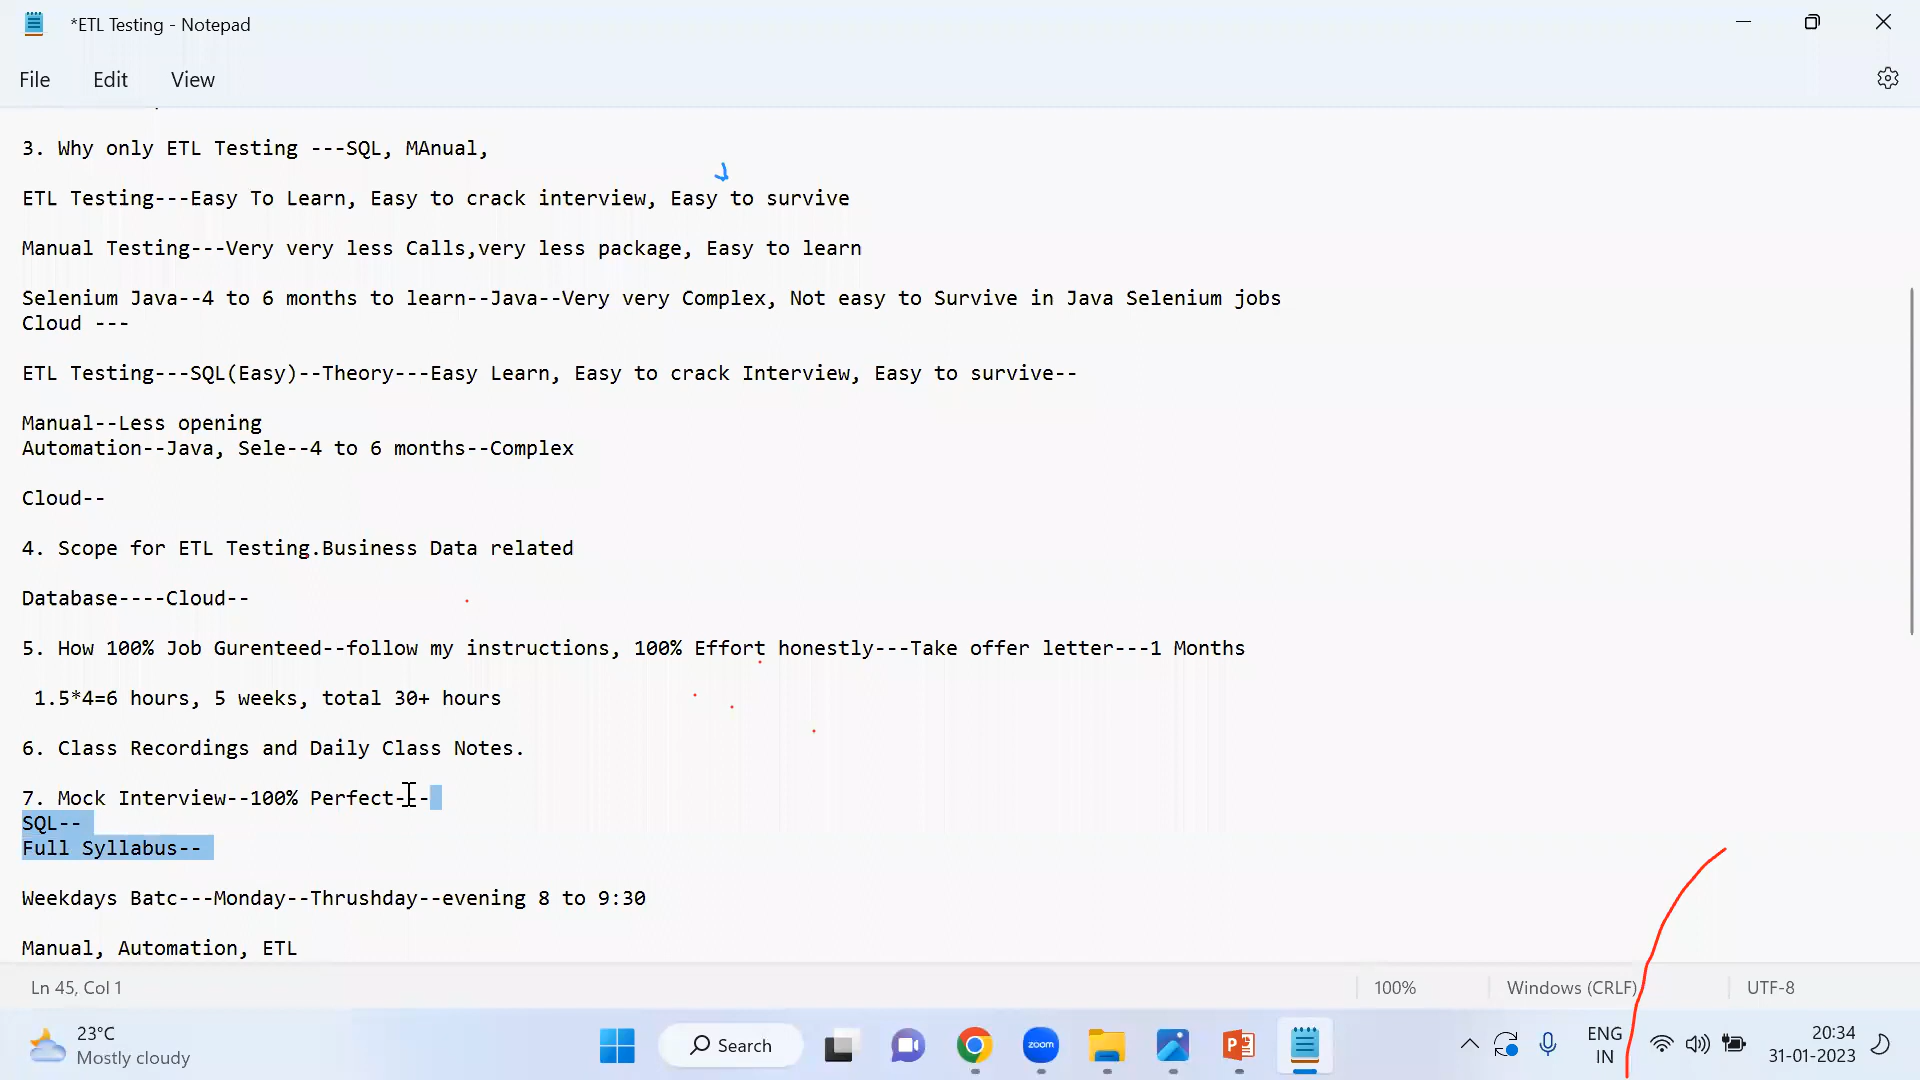 *ETL Testing - Notepad
File Edit View
3. Why only ETL Testing ---SQL, MAnual,
ETL Testing---Easy To Learn, Easy to crack interview, Easy to survive
Manual Testing---Very very less Calls,very less package, Easy to learn
Selenium Java--4 to 6 months to learn--Java--Very very Complex, Not easy to Survive in Java Selenium jobs
Cloud ---
ETL Testing---SQL(Easy)--Theory---Easy Learn, Easy to crack Interview, Easy to survive--
Manual--Less opening
Automation--Java, Sele--4 to 6 months--Complex
Cloud--
4. Scope for ETL Testing.Business Data related
Database----Cloud--
5. How 100% Job Gurenteed--follow my instructions, 100% Effort honestly---Take offer letter---1 Months
1.5*4=6 hours, 5 weeks, total 30+ hours
6. Class Recordings and Daily Class Notes.
7. Mock Interview--100% Perfect---
SQL--
Full Syllabus--
Weekdays Batc---Monday--Thrushday--evening 8 to 9:30
Manual, Automation, ETL
Ln 45, Col 1 100% Windows (CRLF) UTF-8
23°C
Mostly cloudy
Search
zoom
ENG
IN
20:34
31-01-2023